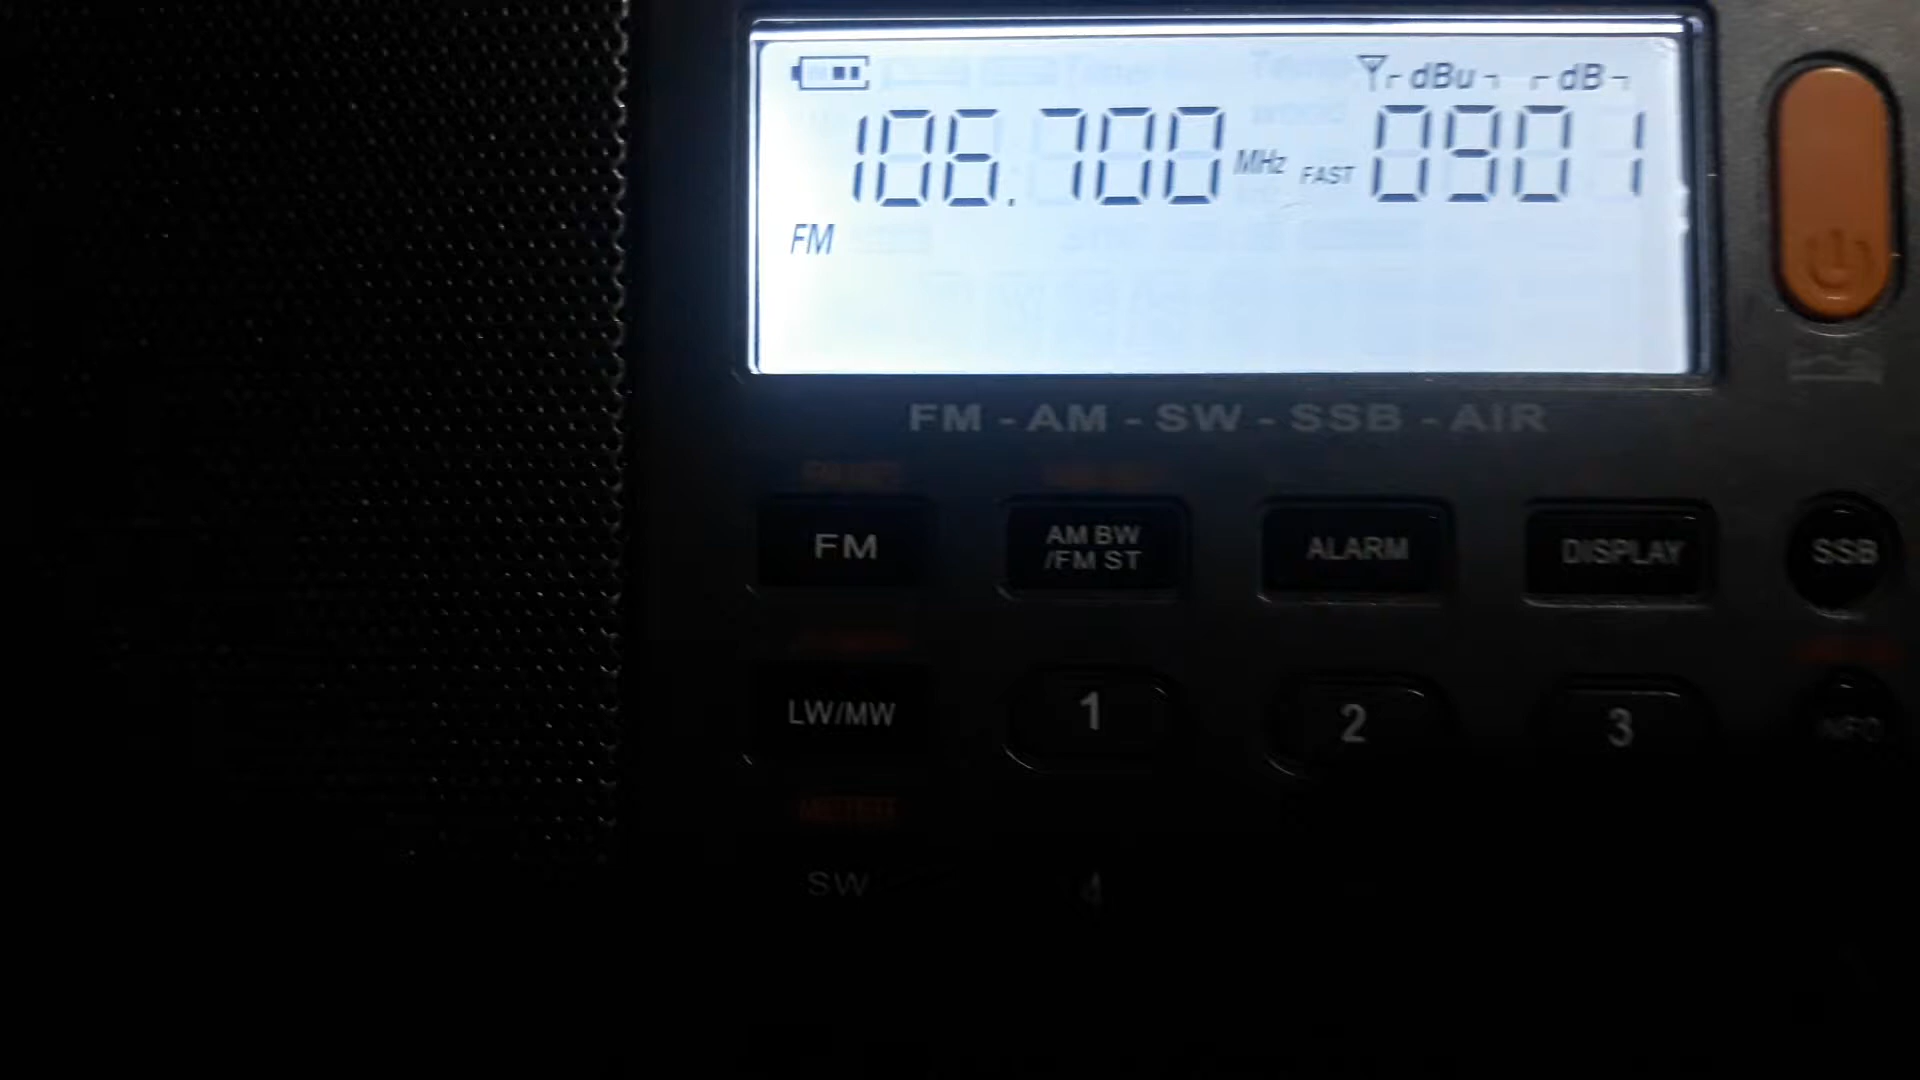 dBu dB
106.700 MHz FAST 0901
FM
FM - AM - SW - SSB - AIR
FM AM BW /FM ST ALARM DISPLAY SSB
LW/MW 1 2 3
SW 4